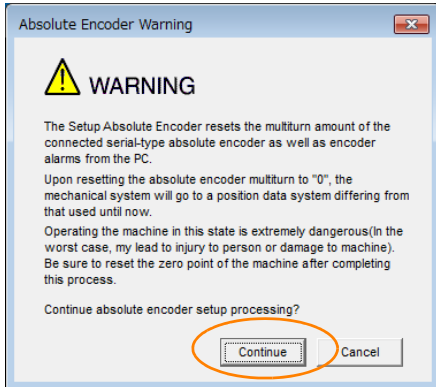 Absolute Encoder Warning
WARNING
The Setup Absolute Encoder resets the multiturn amount of the
connected serial-type absolute encoder as well as encoder
alarms from the PC.
Upon resetting the absolute encoder multiturn to "0", the
mechanical system will go to a position data system differing from
that used until now.
Operating the machine in this state is extremely dangerous(In the
worst case, my lead to injury to person or damage to machine).
Be sure to reset the zero point of the machine after completing
this process.
Continue absolute encoder setup processing?
Continue
Cancel